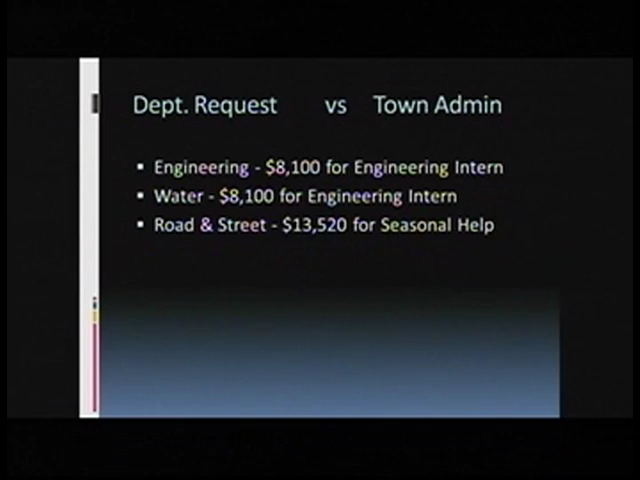 Dept. Request vs Town Admin
▪ Engineering - $8,100 for Engineering Intern
▪ Water - $8,100 for Engineering Intern
▪ Road & Street - $13,520 for Seasonal Help